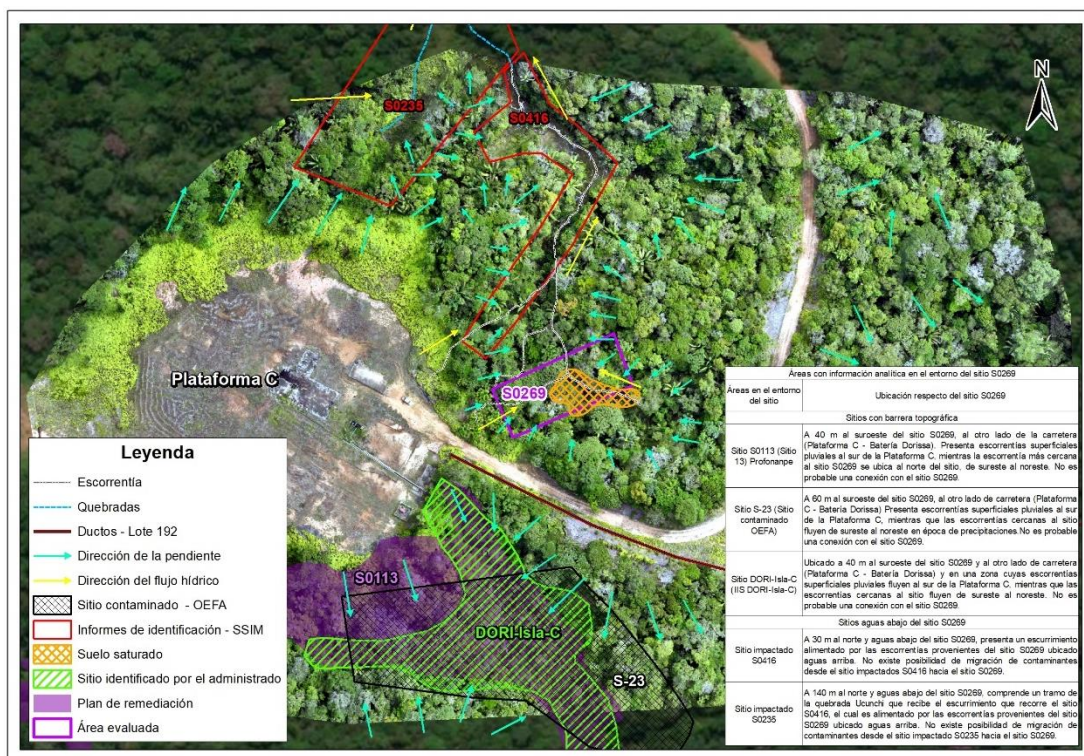 N
S0235
S0416
Plataforma C
S0269
S0113
DORI-Isla-C
S-23
Leyenda
Escorrentía
Quebradas
Ductos - Lote 192
Dirección de la pendiente
Dirección del flujo hídrico
Sitio contaminado - OEFA
Informes de identificación - SSIM
Suelo saturado
Sitio identificado por el administrado
Plan de remediación
Área evaluada
Áreas con información analítica en el entorno del sitio S0269
Áreas en el entorno
del sitio
Ubicación respecto del sitio S0269
Sitios con barrera topográfica
Sitio S0113 (Sitio
13) Profonanpe
A 40 m al suroeste del sitio S0269, al otro lado de la carretera
(Plataforma C - Batería Dorissa). Presenta escorrentías superficiales
pluviales al sur de la Plataforma C, mientras la escorrentía más cercana
al sitio S0269 se ubica al norte del sitio, de sureste al noreste. No es
probable una conexión con el sitio S0269.
Sitio S-23 (Sitio
contaminado
OEFA)
A 60 m al suroeste del sitio S0269, al otro lado de carretera (Plataforma
C - Batería Dorissa) Presenta escorrentías superficiales pluviales al sur
de la Plataforma C, mientras que las escorrentías cercanas al sitio
fluyen de sureste al noreste en época de precipitaciones.No es probable
una conexión con el sitio S0269.
Sitio DORI-Isla-C
(IIS DORI-Isla-C)
Ubicado a 40 m al suroeste del sitio S0269 y al otro lado de la carretera
(Plataforma C - Batería Dorissa) y en una zona cuyas escorrentías
superficiales pluviales fluyen al sur de la Plataforma C, mientras que las
escorrentías cercanas al sitio fluyen de sureste al noreste. No es
probable una conexión con el sitio S0269.
Sitios aguas abajo del sitio S0269
Sitio impactado
S0416
A 30 m al norte y aguas abajo del sitio S0269, presenta un escurrimiento
alimentado por las escorrentías provenientes del sitio S0269 ubicado
aguas arriba. No existe posibilidad de migración de contaminantes
desde el sitio impactados S0416 hacia el sitio S0269.
Sitio impactado
S0235
A 140 m al norte y aguas abajo del sitio S0269, comprende un tramo de
la quebrada Ucunchi que recibe el escurrimiento que recorre el sitio
S0416, el cual es alimentado por las escorrentías provenientes del sitio
S0269 ubicado aguas arriba. No existe posibilidad de migración de
contaminantes desde el sitio impactado S0235 hacia el sitio S0269.